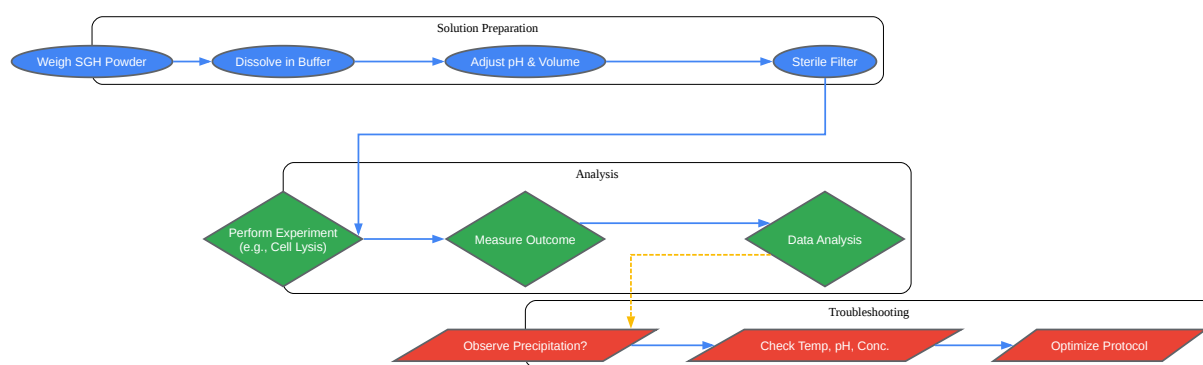 Solution Preparation
Weigh SGH Powder
Dissolve in Buffer
Adjust pH & Volume
Sterile Filter
Analysis
Perform Experiment
(e.g., Cell Lysis)
Measure Outcome
Data Analysis
Troubleshooting
Observe Precipitation?
Check Temp, pH, Conc.
Optimize Protocol